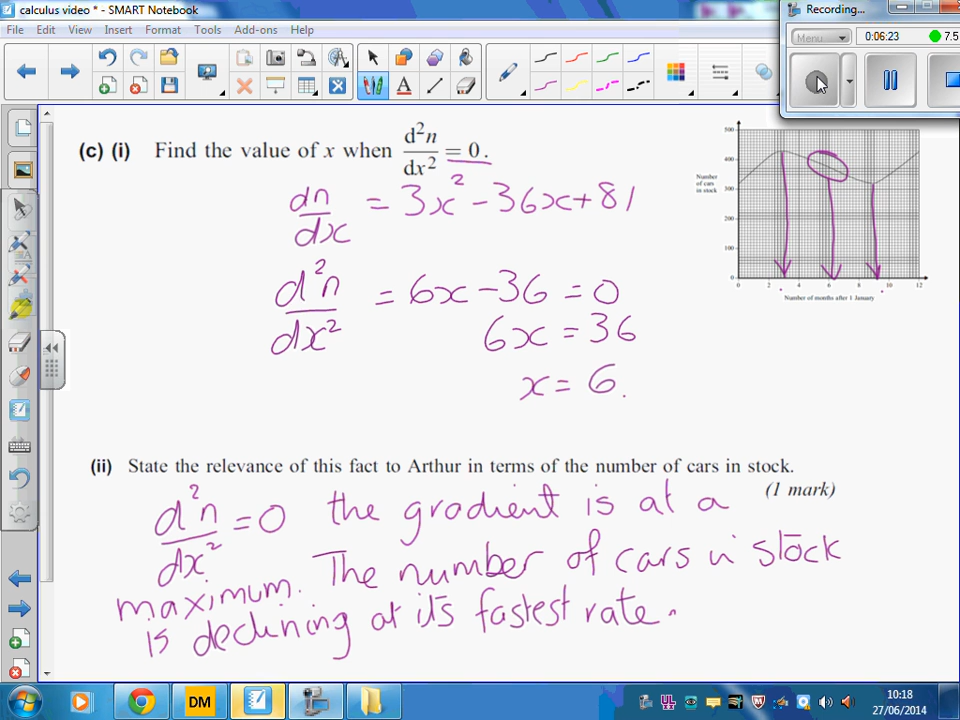 calculus video * - SMART Notebook
Recording...
File Edit View Insert Format Tools Add-ons Help
Menu
0:06:23
7.5
(c) (i) Find the value of x when d²n/dx² = 0.
dn/dx = 3x² - 36x + 81
d²n/dx² = 6x - 36 = 0
6x = 36
x = 6.
500
400
300
200
100
0
Number
of cars
in stock
0 2 4 6 8 10 12
Number of months after 1 January
(ii) State the relevance of this fact to Arthur in terms of the number of cars in stock.
(1 mark)
d²n/dx² = 0 the gradient is at a
maximum. The number of cars in stock
is declining at its fastest rate.
DM
10:18
27/06/2014